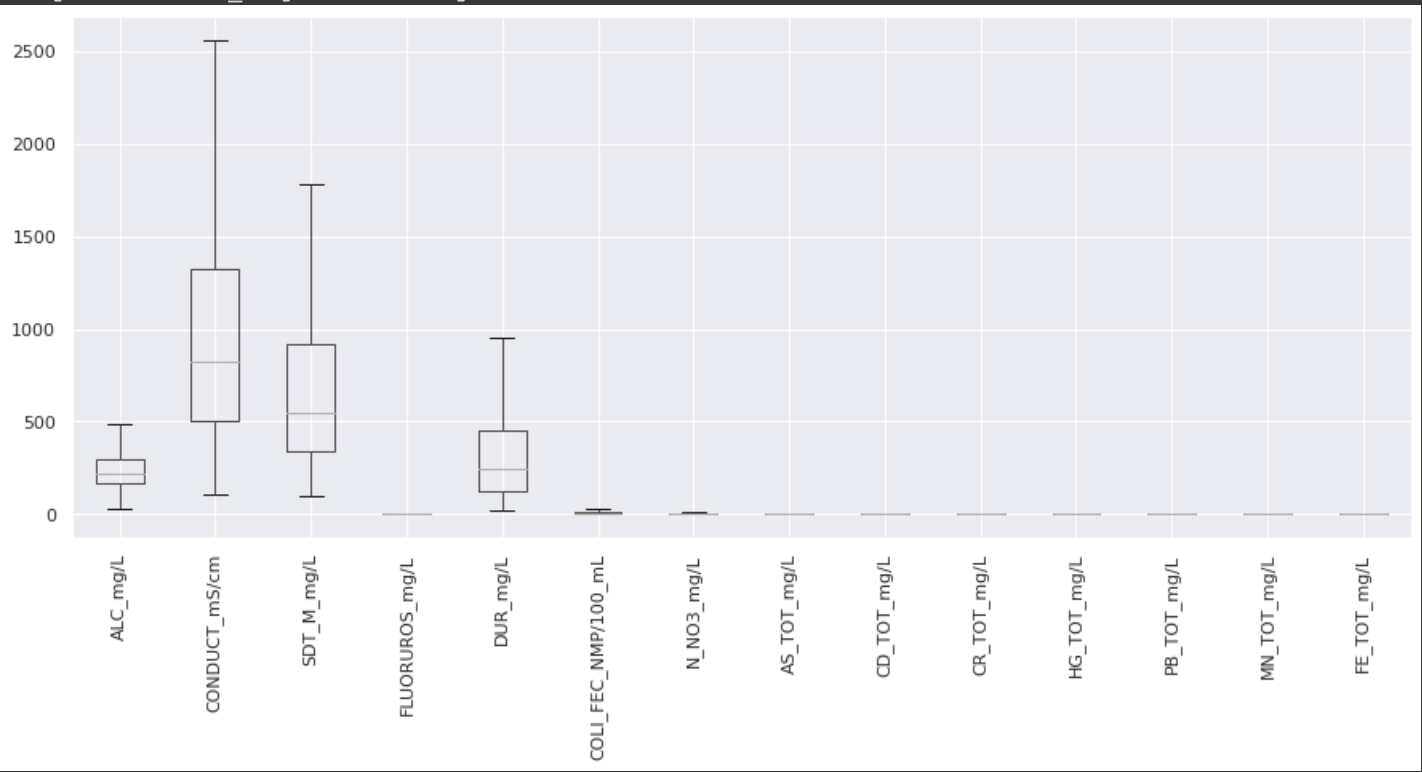 2500
2000
1500
1000
500
0
ALC_mg/L
CONDUCT_mS/cm
SDT_M_mg/L
FLUORUROS_mg/L
DUR_mg/L
COLI_FEC_NMP/100_mL
N_NO3_mg/L
AS_TOT_mg/L
CD_TOT_mg/L
CR_TOT_mg/L
HG_TOT_mg/L
PB_TOT_mg/L
MN_TOT_mg/L
FE_TOT_mg/L